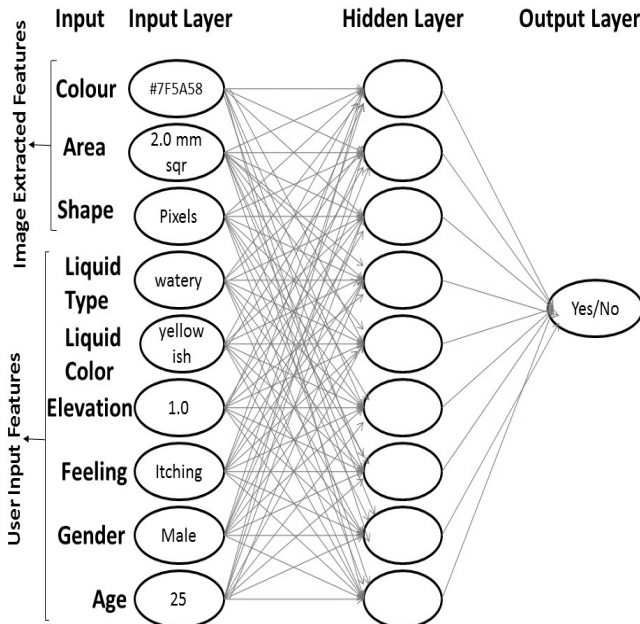 Input Input Layer Hidden Layer Output Layer
Image Extracted Features
Colour
#7F5A58
Area
2.0 mm
sqr
Shape
Pixels
User Input Features
Liquid
Type
watery
Liquid
Color
yellow
ish
Elevation
1.0
Feeling
Itching
Gender
Male
Age
25
Yes/No